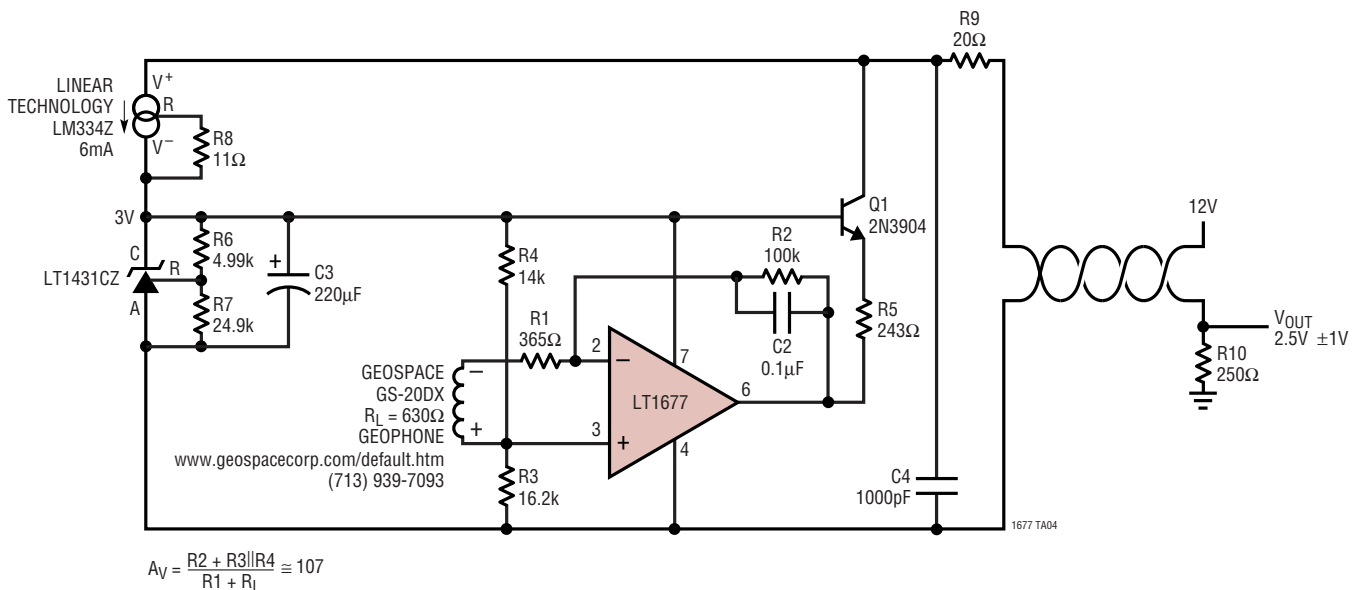 R9
20Ω
LINEAR
TECHNOLOGY
LM334Z
6mA
V+
R
V−
R8
11Ω
3V
C
LT1431CZ
R
A
R6
4.99k
R7
24.9k
+
C3
220µF
R4
14k
Q1
2N3904
R2
100k
C2
0.1µF
R5
243Ω
R1
365Ω
GEOSPACE
GS-20DX
RL = 630Ω
GEOPHONE
www.geospacecorp.com/default.htm
(713) 939-7093
−
+
2
−
3
+
LT1677
7
6
4
R3
16.2k
C4
1000pF
12V
VOUT
2.5V ±1V
R10
250Ω
1677 TA04
AV = R2 + R3||R4 ≅ 107
R1 + RL